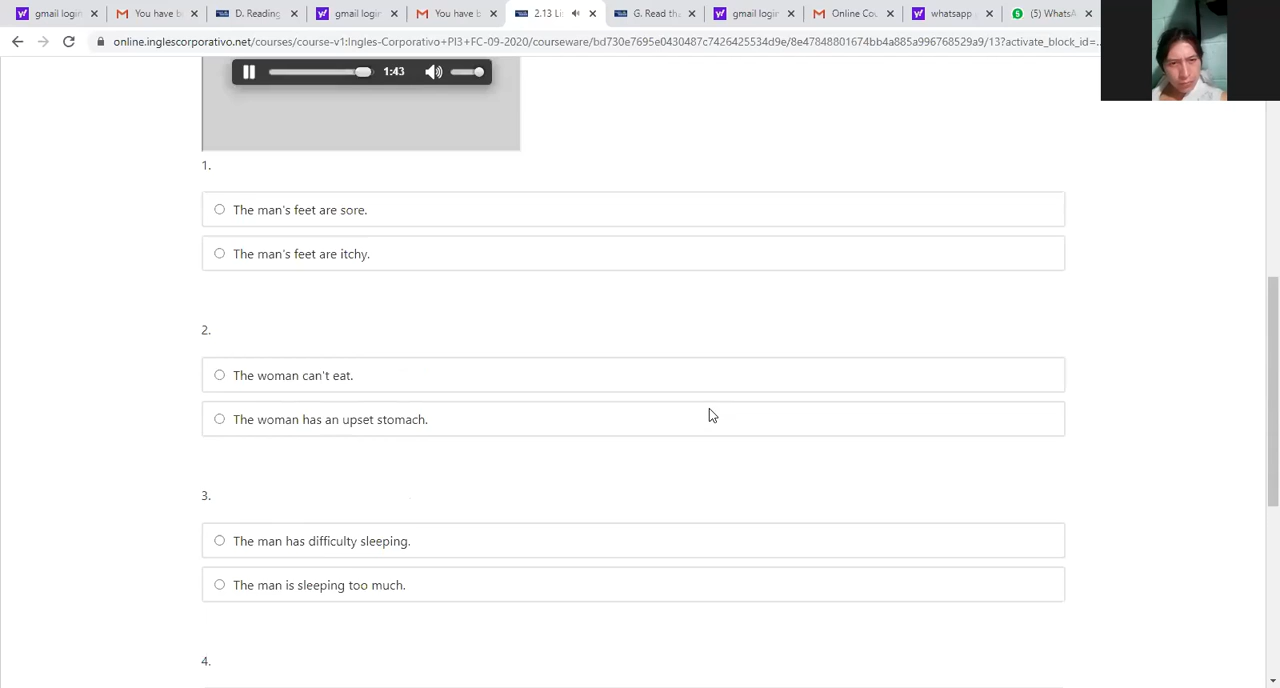 gmail login
You have b
D. Reading
gmail login
You have b
2.13 Li
G. Read th
gmail login
Online Cou
whatsapp
(5) WhatsA
online.inglescorporativo.net/courses/course-v1:Ingles-Corporativo+PI3+FC-09-2020/courseware/bd730e7695e0430487c7426425534d9e/8e47848801674bb4a885a996768529a9/13?activate_block_id=...
1:43
1.
The man's feet are sore.
The man's feet are itchy.
2.
The woman can't eat.
The woman has an upset stomach.
3.
The man has difficulty sleeping.
The man is sleeping too much.
4.